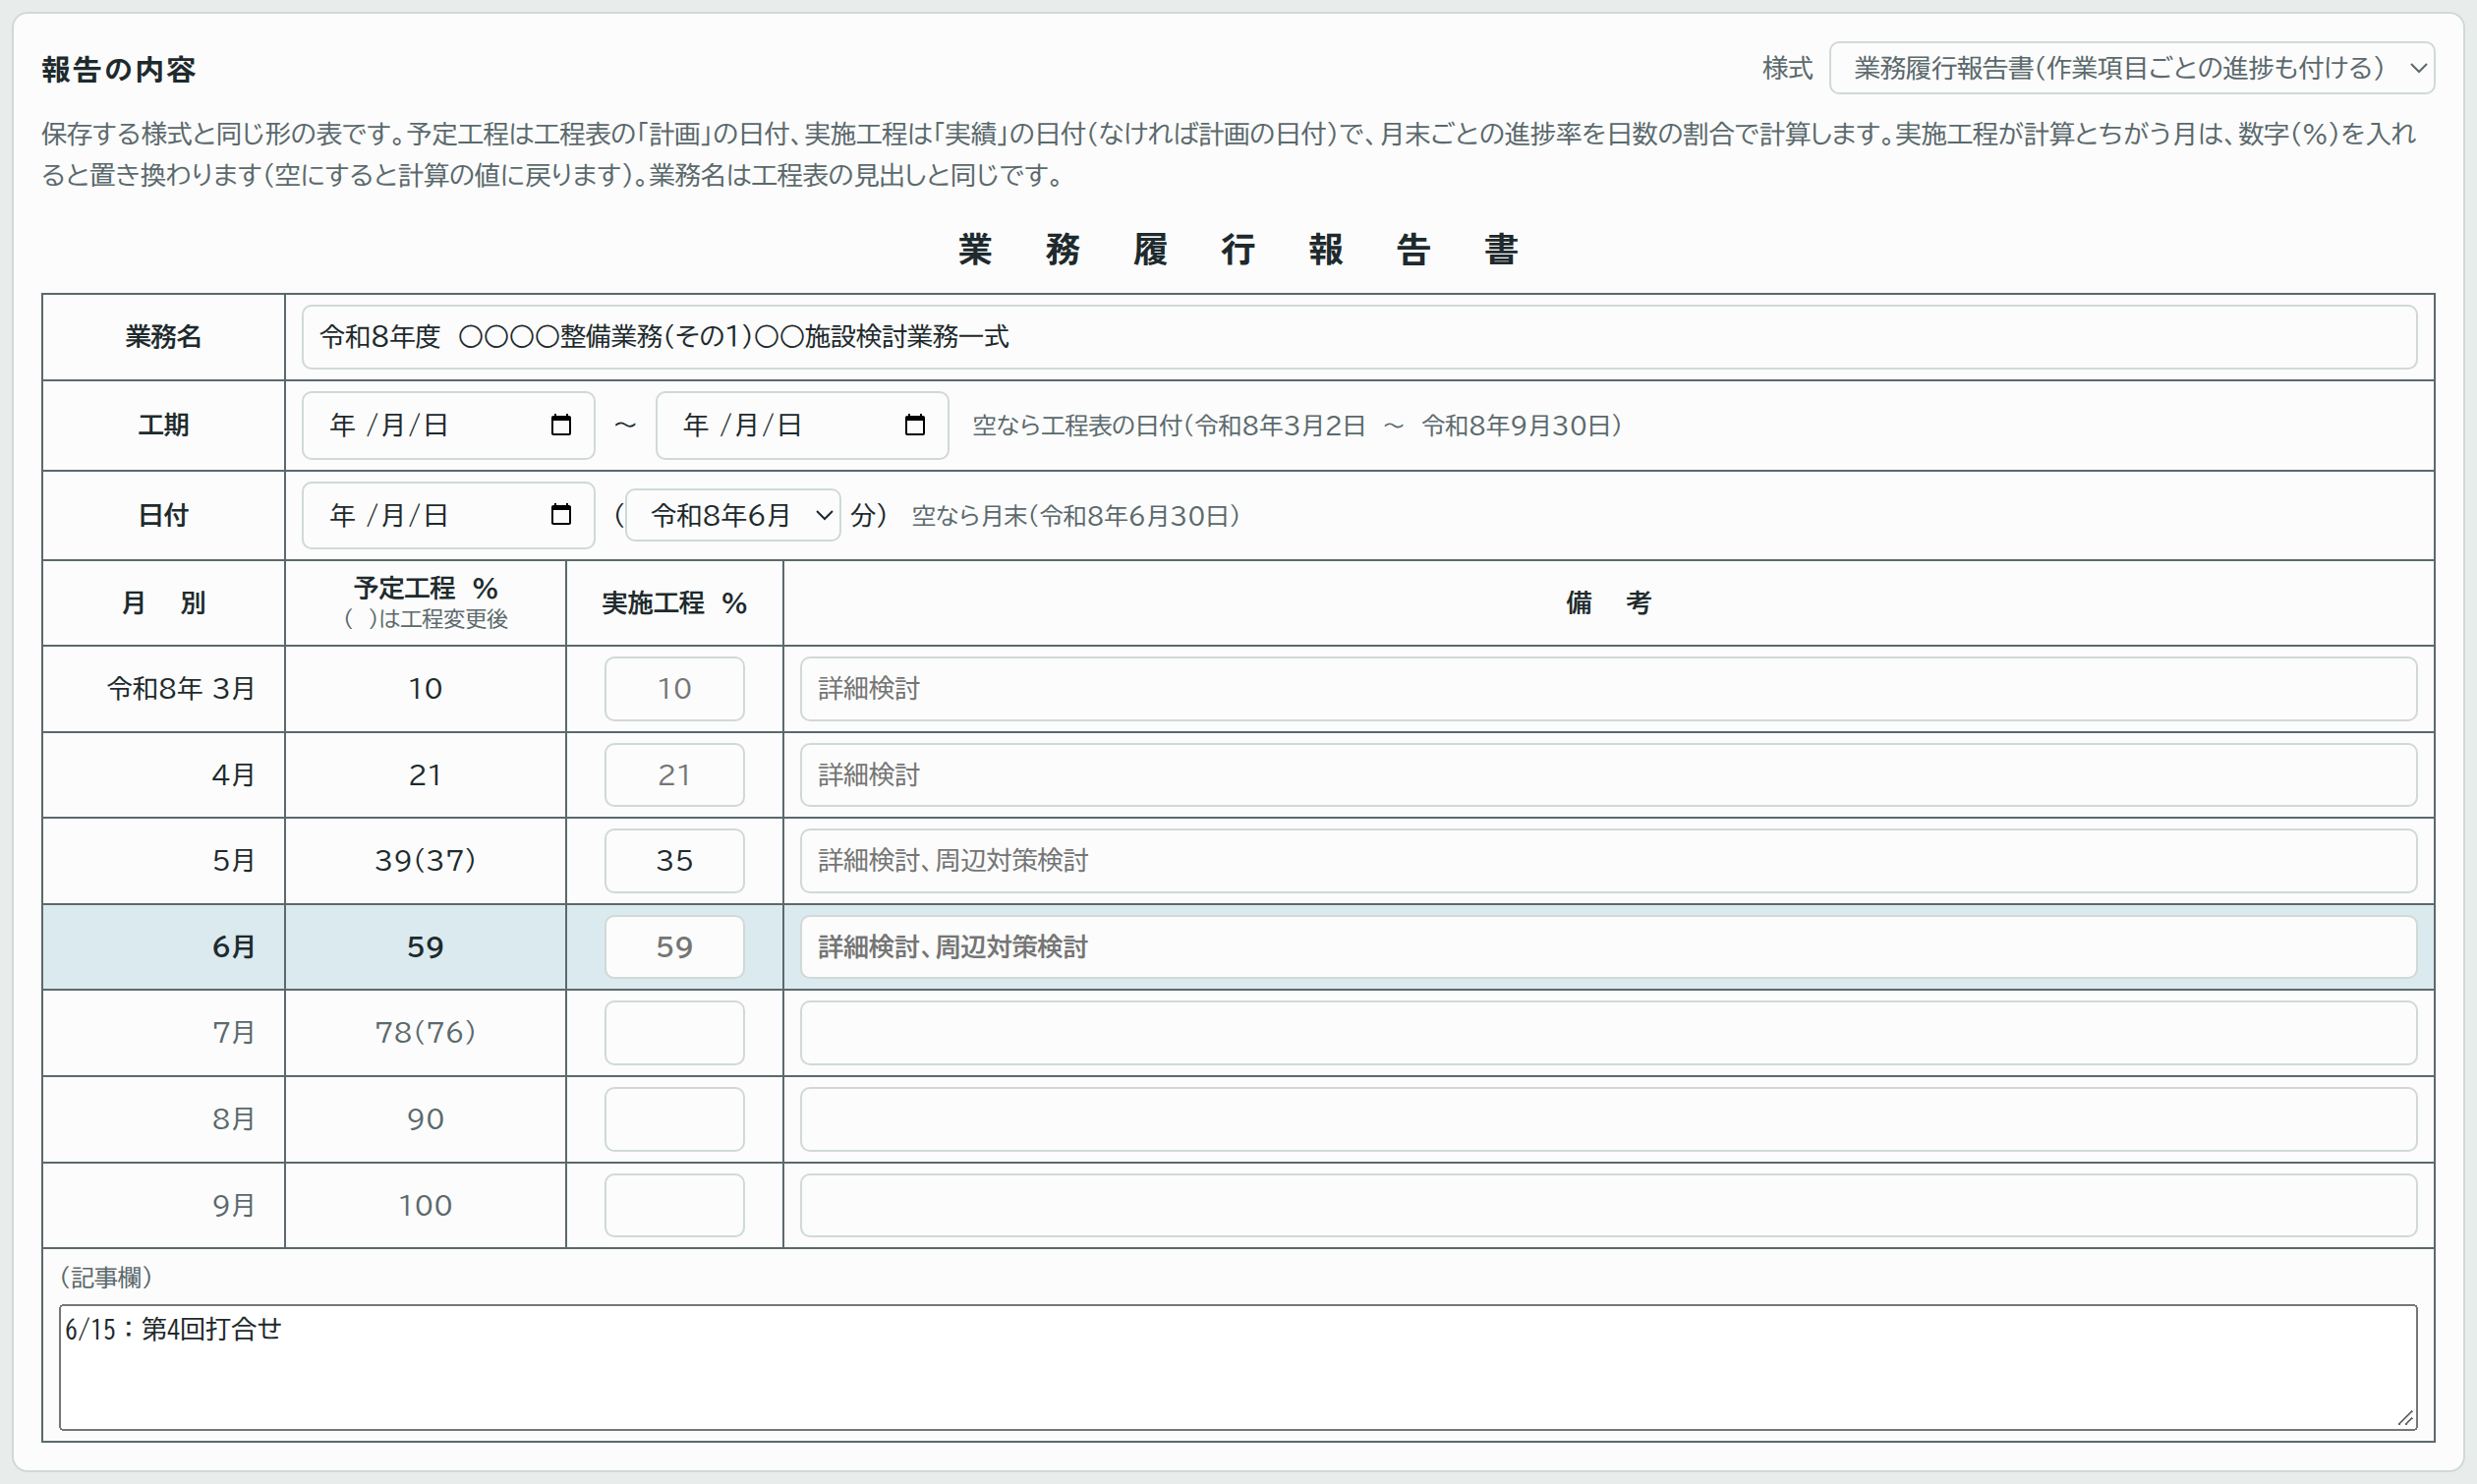 報告の内容
様式 業務履行報告書(作業項目ごとの進捗も付ける)
保存する様式と同じ形の表です。予定工程は工程表の「計画」の日付、実施工程は「実績」の日付(なければ計画の日付)で、月末ごとの進捗率を日数の割合で計算します。実施工程が計算とちがう月は、数字(%)を入れ
ると置き換わります(空にすると計算の値に戻ります)。業務名は工程表の見出しと同じです。
業 務 履 行 報 告 書
業務名 令和8年度 〇〇〇〇整備業務(その1)〇〇施設検討業務一式
工期 年 /月/日 ～ 年 /月/日 空なら工程表の日付(令和8年3月2日 ～ 令和8年9月30日)
日付 年 /月/日 (令和8年6月 分) 空なら月末(令和8年6月30日)
月 別 予定工程 % 実施工程 % 備 考
( )は工程変更後
令和8年 3月 10 10 詳細検討
4月 21 21 詳細検討
5月 39(37) 35 詳細検討、周辺対策検討
6月 59 59 詳細検討、周辺対策検討
7月 78(76)
8月 90
9月 100
(記事欄)
6/15：第4回打合せ